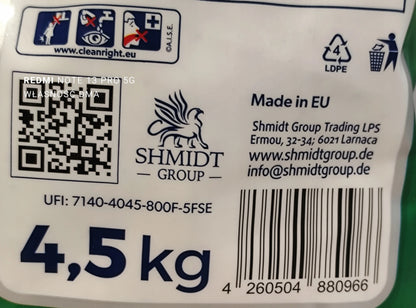 www.cleanright.eu
©A.I.S.E.
4
LDPE
REDMI NOTE 13 PRO 5G
WŁASNOŚĆ BMA
SHMIDT
GROUP
Made in EU
Shmidt Group Trading LPS
Ermou, 32-34; 6021 Larnaca
www.shmidtgroup.de
info@shmidtgroup.de
UFI: 7140-4045-800F-5FSE
4,5 kg
4 260504 880966